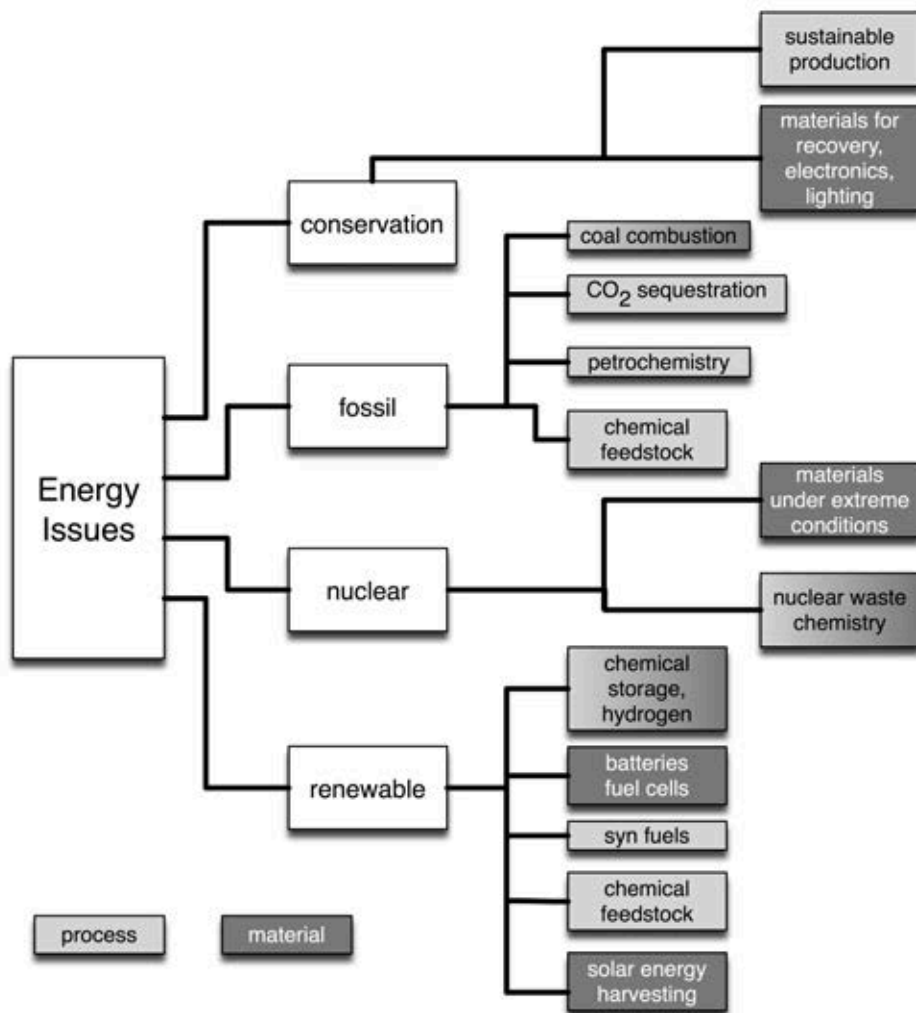 sustainable
production
materials for
recovery,
electronics,
lighting
conservation
coal combustion
CO₂ sequestration
petrochemistry
fossil
chemical
feedstock
Energy
Issues
materials
under extreme
conditions
nuclear
nuclear waste
chemistry
chemical
storage,
hydrogen
batteries
fuel cells
renewable
syn fuels
chemical
feedstock
solar energy
harvesting
process
material